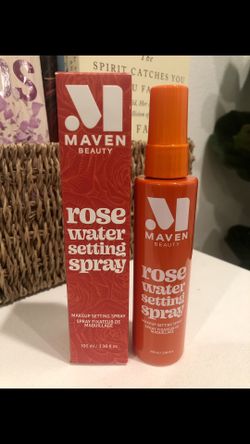 THE
SPIRIT CATCHES YOU
MAVEN
BEAUTY
rose
water
setting
spray
MAKEUP SETTING SPRAY
SPRAY FIXATEUR DE
MAQUILLAGE
MAVEN
BEAUTY
rose
water
setting
spray
MAKEUP SETTING SPRAY
SPRAY FIXATEUR DE
MAQUILLAGE